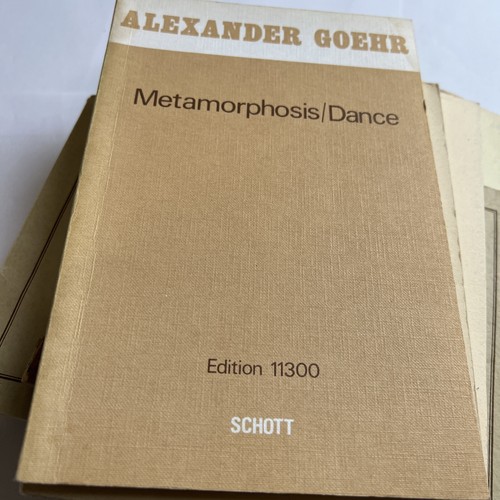 ALEXANDER GOEHR
Metamorphosis/Dance
Edition 11300
SCHOTT